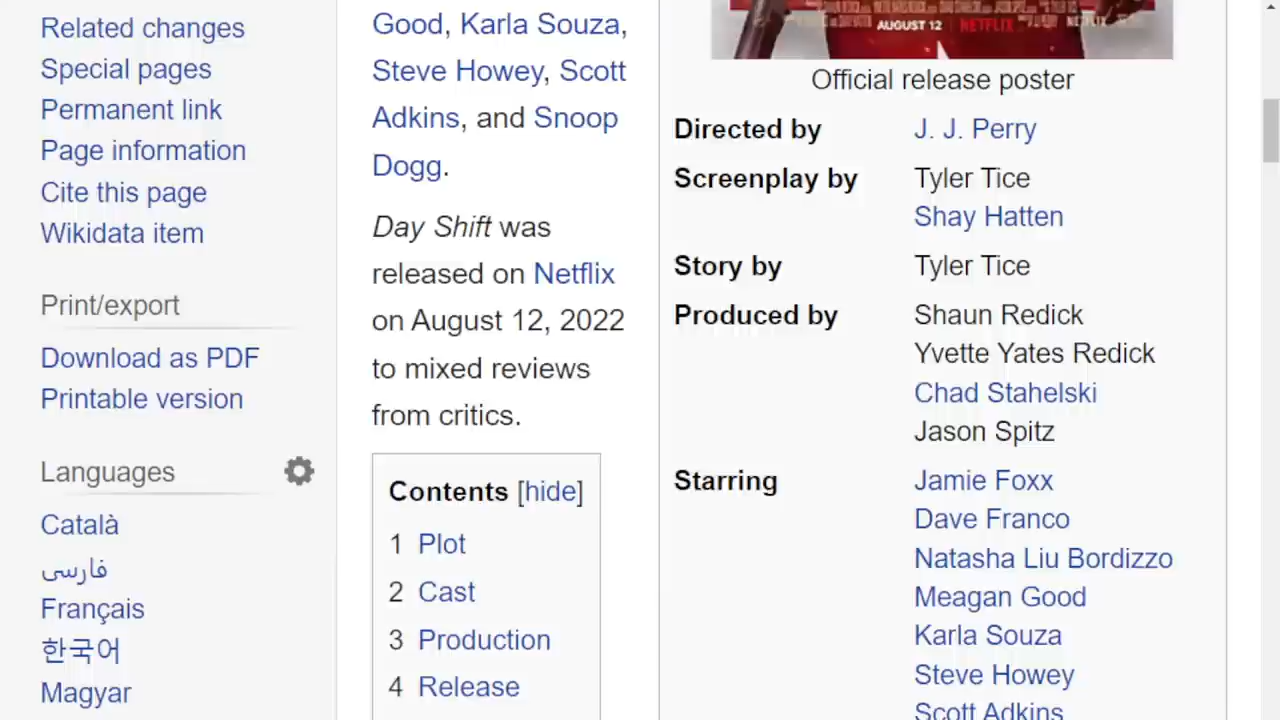 Related changes
Special pages
Permanent link
Page information
Cite this page
Wikidata item
Print/export
Download as PDF
Printable version
Languages
Català
فارسی
Français
한국어
Magyar
Good, Karla Souza,
Steve Howey, Scott
Adkins, and Snoop
Dogg.
Day Shift was
released on Netflix
on August 12, 2022
to mixed reviews
from critics.
Contents [hide]
1 Plot
2 Cast
3 Production
4 Release
AUGUST 12 NETFLIX
Official release poster
Directed by J. J. Perry
Screenplay by Tyler Tice
Shay Hatten
Story by Tyler Tice
Produced by Shaun Redick
Yvette Yates Redick
Chad Stahelski
Jason Spitz
Starring Jamie Foxx
Dave Franco
Natasha Liu Bordizzo
Meagan Good
Karla Souza
Steve Howey
Scott Adkins